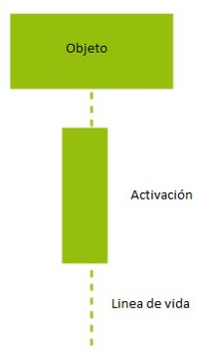 Objeto
Activación
Linea de vida